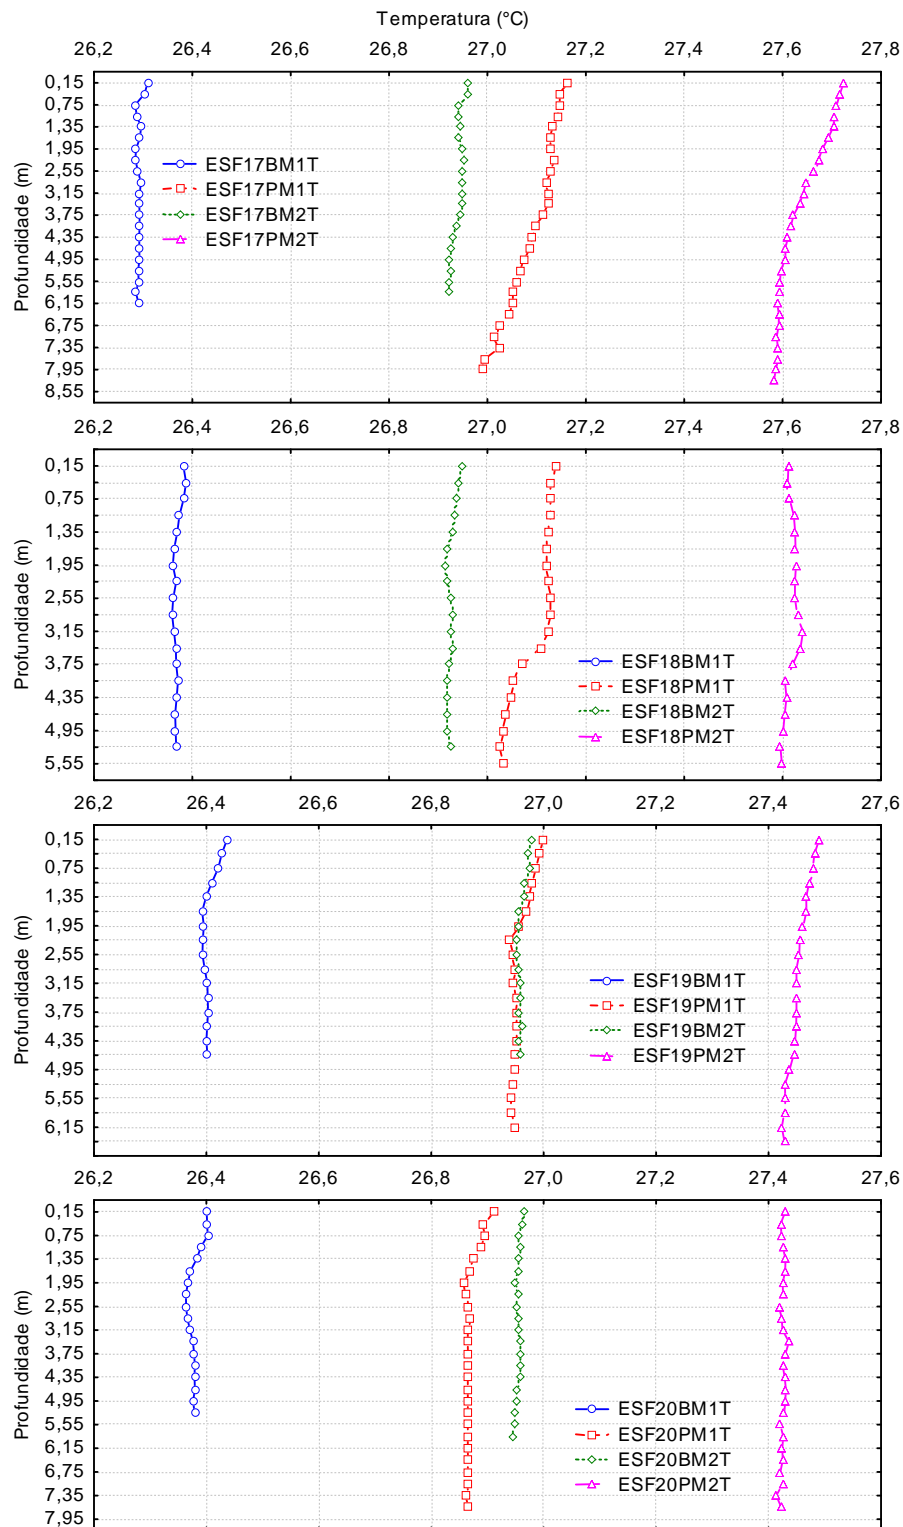 Temperatura (°C)
26,2 26,4 26,6 26,8 27,0 27,2 27,4 27,6 27,8
0,15
0,75
1,35
1,95
2,55
3,15
3,75
4,35
4,95
5,55
6,15
6,75
7,35
7,95
8,55
Profundidade (m)
ESF17BM1T
ESF17PM1T
ESF17BM2T
ESF17PM2T
26,2 26,4 26,6 26,8 27,0 27,2 27,4 27,6 27,8
0,15
0,75
1,35
1,95
2,55
3,15
3,75
4,35
4,95
5,55
Profundidade (m)
ESF18BM1T
ESF18PM1T
ESF18BM2T
ESF18PM2T
26,2 26,4 26,6 26,8 27,0 27,2 27,4 27,6
0,15
0,75
1,35
1,95
2,55
3,15
3,75
4,35
4,95
5,55
6,15
Profundidade (m)
ESF19BM1T
ESF19PM1T
ESF19BM2T
ESF19PM2T
26,2 26,4 26,6 26,8 27,0 27,2 27,4 27,6
0,15
0,75
1,35
1,95
2,55
3,15
3,75
4,35
4,95
5,55
6,15
6,75
7,35
7,95
Profundidade (m)
ESF20BM1T
ESF20PM1T
ESF20BM2T
ESF20PM2T